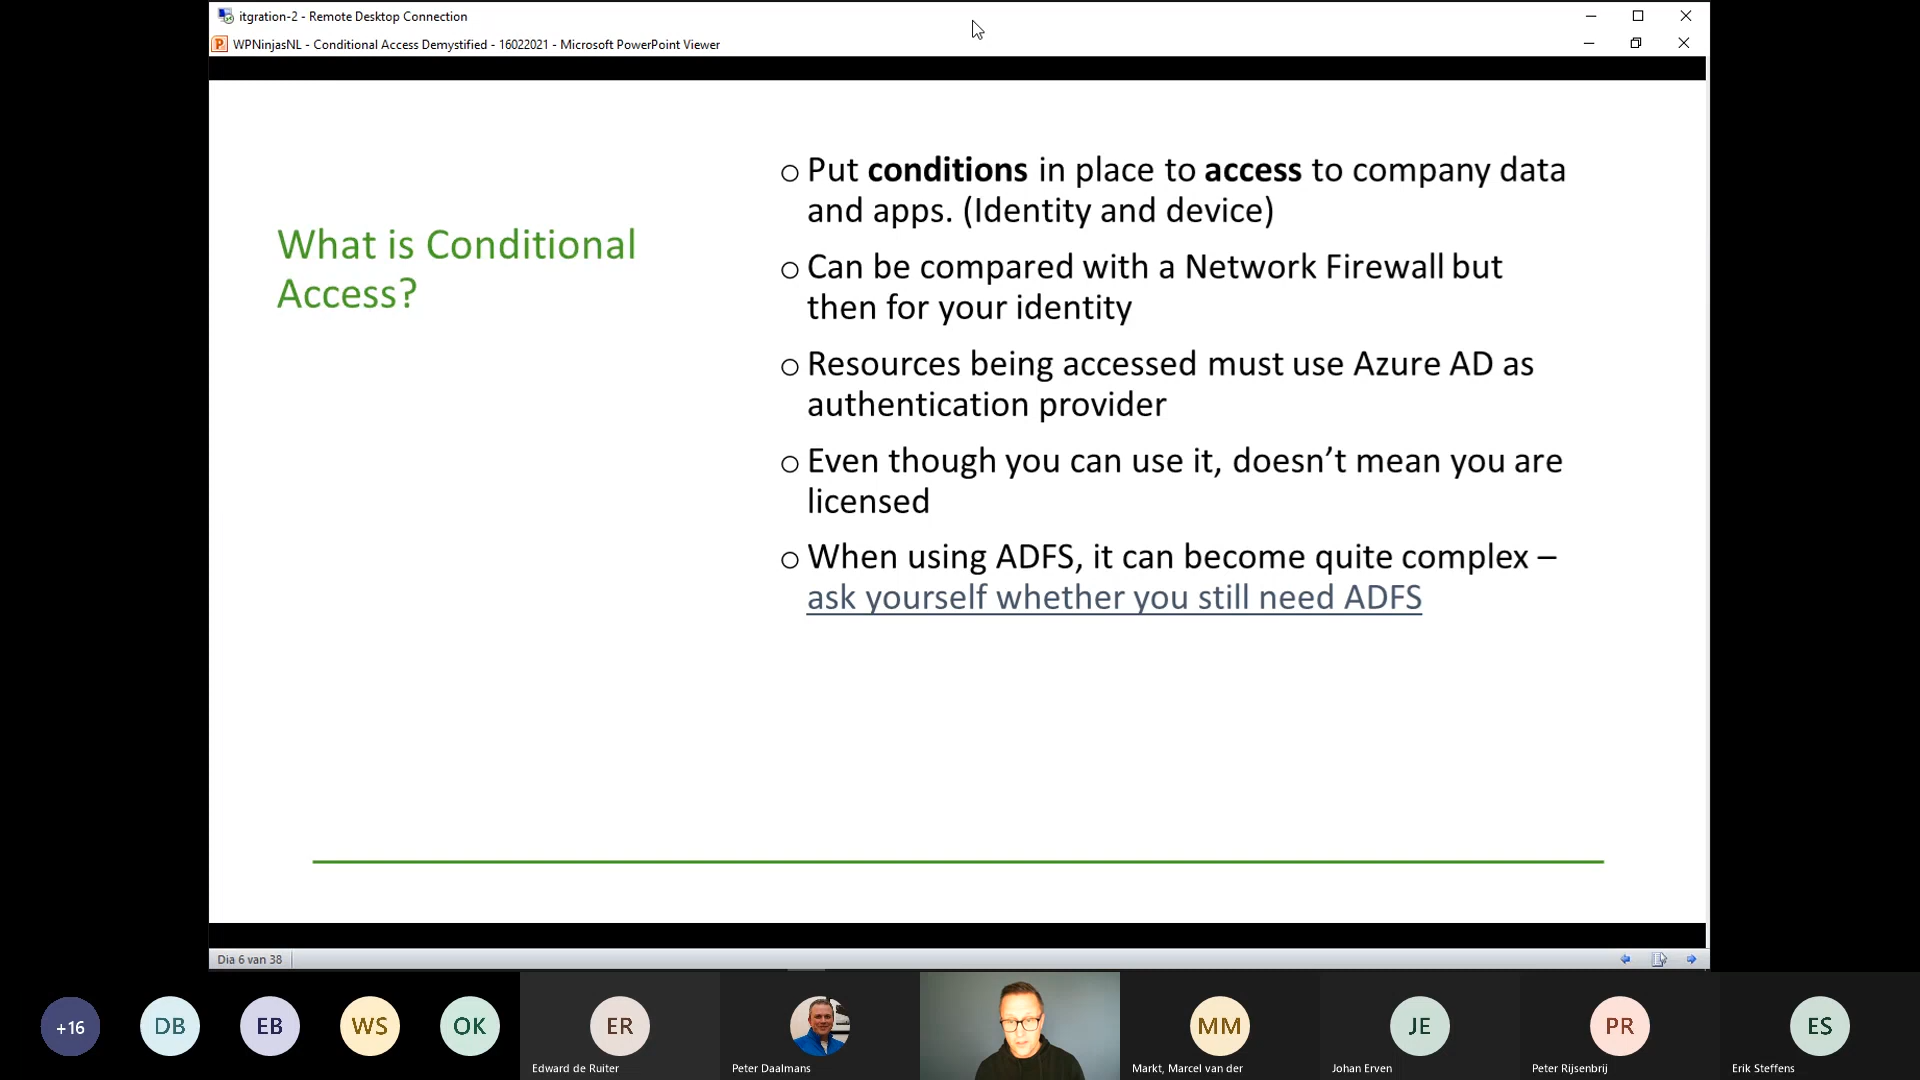 itgration-2 - Remote Desktop Connection
WPNinjasNL - Conditional Access Demystified - 16022021 - Microsoft PowerPoint Viewer
What is Conditional
Access?
o Put conditions in place to access to company data
and apps. (Identity and device)
o Can be compared with a Network Firewall but
then for your identity
o Resources being accessed must use Azure AD as
authentication provider
o Even though you can use it, doesn’t mean you are
licensed
o When using ADFS, it can become quite complex –
ask yourself whether you still need ADFS
Dia 6 van 38
+16
DB
EB
WS
OK
ER
Edward de Ruiter
Peter Daalmans
MM
Markt, Marcel van der
JE
Johan Erven
PR
Peter Rijsenbrij
ES
Erik Steffens